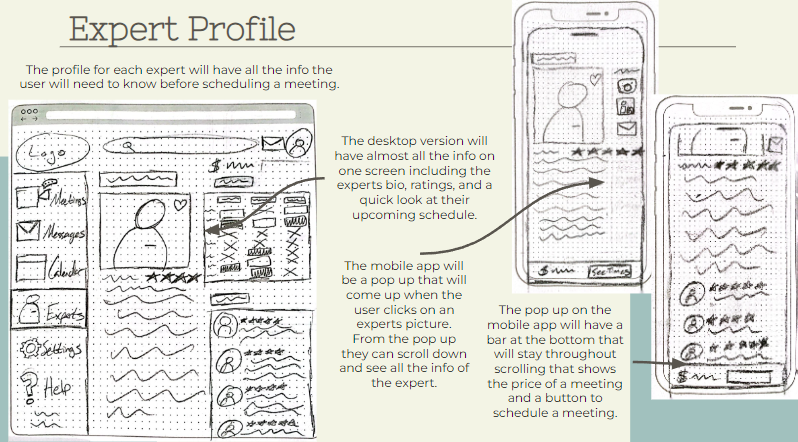 Expert Profile
The profile for each expert will have all the info the
user will need to know before scheduling a meeting.
Logo
$
Meetings
Messages
Calendar
Experts
Settings
Help
The desktop version will
have almost all the info on
one screen including the
experts bio, ratings, and a
quick look at their
upcoming schedule.
The mobile app will
be a pop up that will
come up when the
user clicks on an
experts picture.
From the pop up
they can scroll down
and see all the info of
the expert.
$ See Times
The pop up on the
mobile app will have a
bar at the bottom that
will stay throughout
scrolling that shows
the price of a meeting
and a button to
schedule a meeting.
$